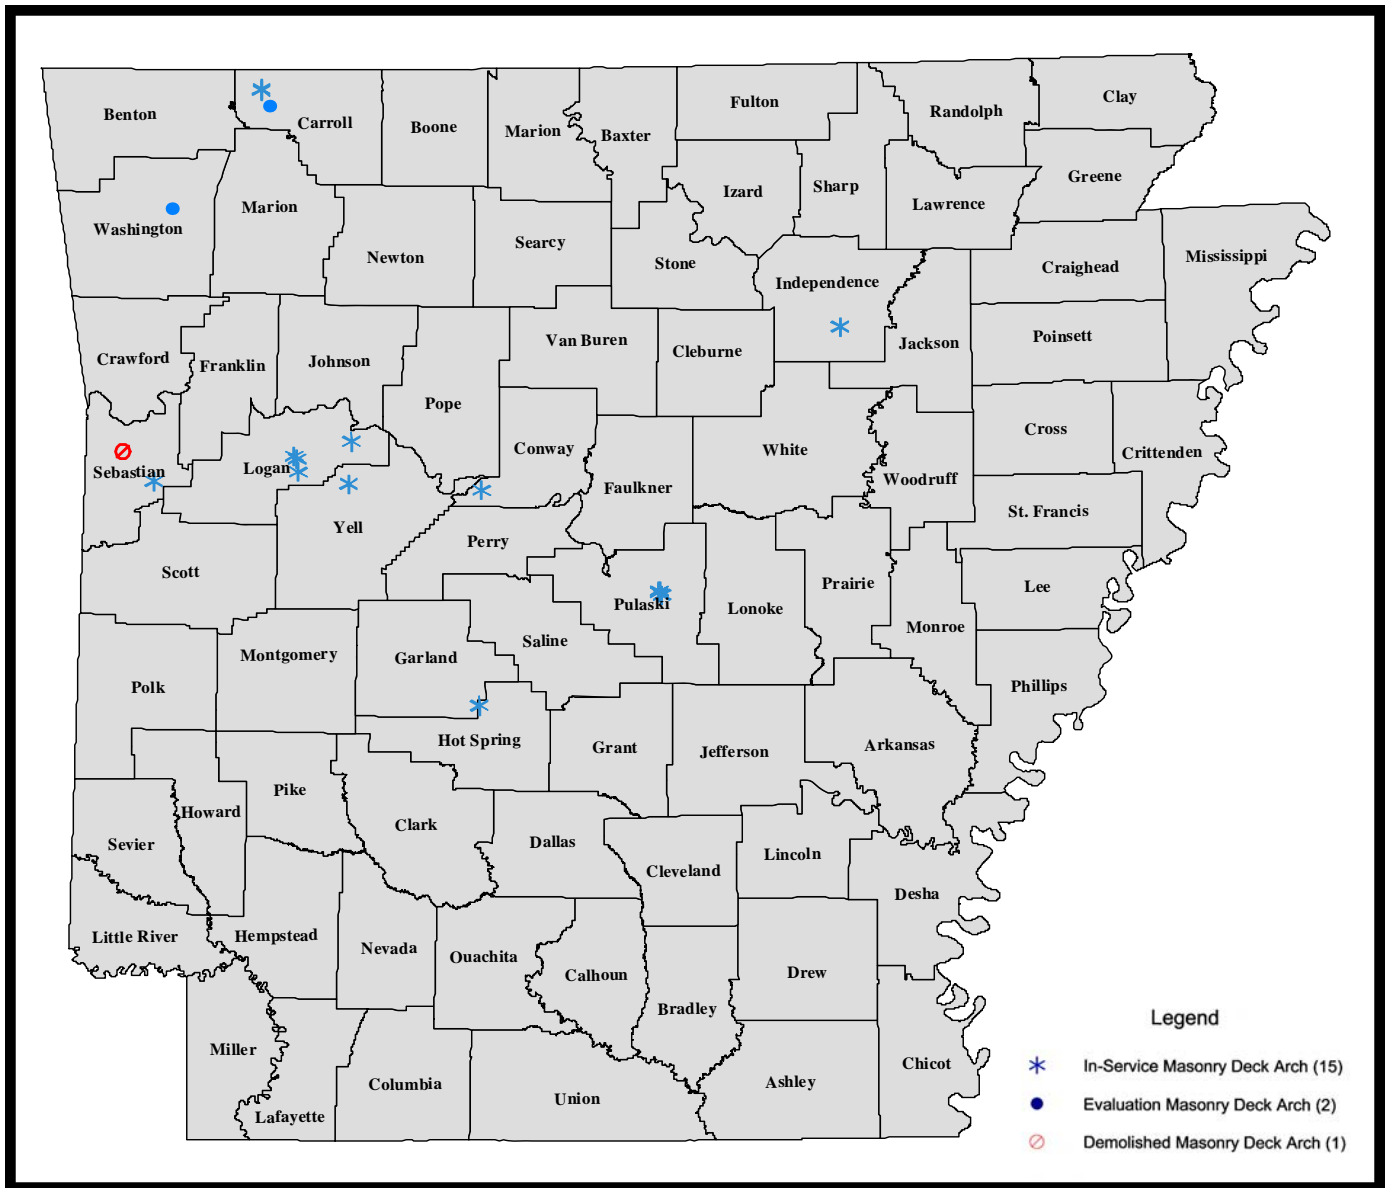 Clay
Fulton
Randolph
Benton
Carroll
Boone
Marion
Baxter
Greene
Izard
Sharp
Lawrence
Marion
Washington
Searcy
Newton
Stone
Mississippi
Craighead
Independence
Poinsett
Van Buren
Jackson
Cleburne
Crawford
Franklin
Johnson
Pope
Cross
Conway
White
Crittenden
Logan
Sebastian
Woodruff
Faulkner
St. Francis
Yell
Perry
Scott
Prairie
Lee
Pulaski
Lonoke
Monroe
Saline
Montgomery
Garland
Polk
Phillips
Hot Spring
Grant
Jefferson
Arkansas
Pike
Howard
Clark
Sevier
Dallas
Lincoln
Cleveland
Desha
Little River
Hempstead
Nevada
Ouachita
Calhoun
Drew
Bradley
Legend
Miller
Chicot
In-Service Masonry Deck Arch (15)
Columbia
Ashley
Union
Evaluation Masonry Deck Arch (2)
Lafayette
Demolished Masonry Deck Arch (1)